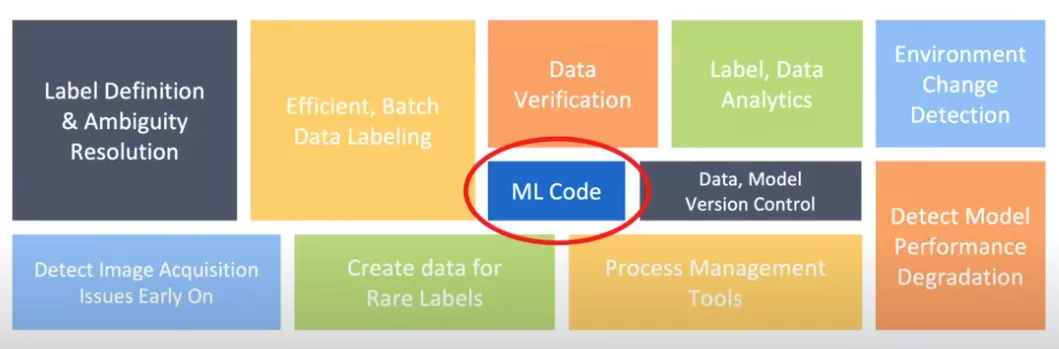 Label Definition
& Ambiguity
Resolution
Efficient, Batch
Data Labeling
Data
Verification
Label, Data
Analytics
Environment
Change
Detection
ML Code
Data, Model
Version Control
Detect Model
Performance
Degradation
Detect Image Acquisition
Issues Early On
Create data for
Rare Labels
Process Management
Tools